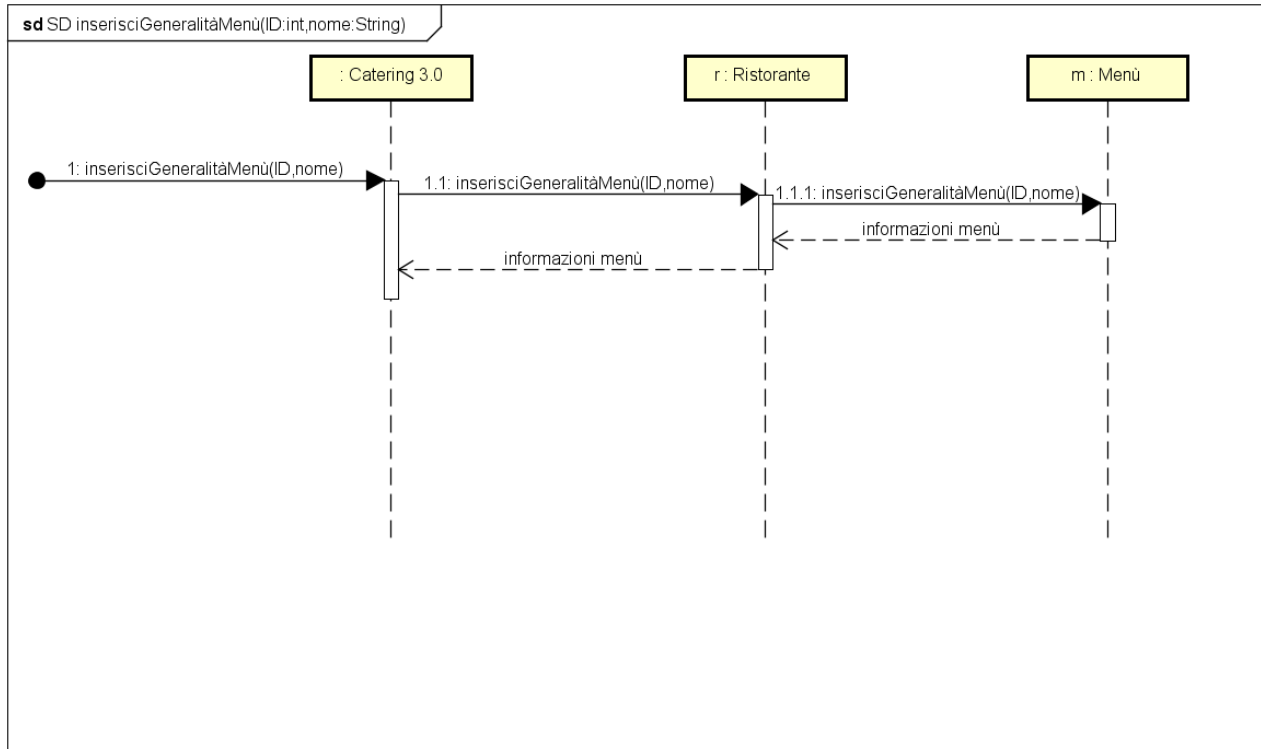 sd SD inserisciGeneralitàMenù(ID:int,nome:String)
: Catering 3.0
r : Ristorante
m : Menù
1: inserisciGeneralitàMenù(ID,nome)
1.1: inserisciGeneralitàMenù(ID,nome)
1.1.1: inserisciGeneralitàMenù(ID,nome)
informazioni menù
informazioni menù